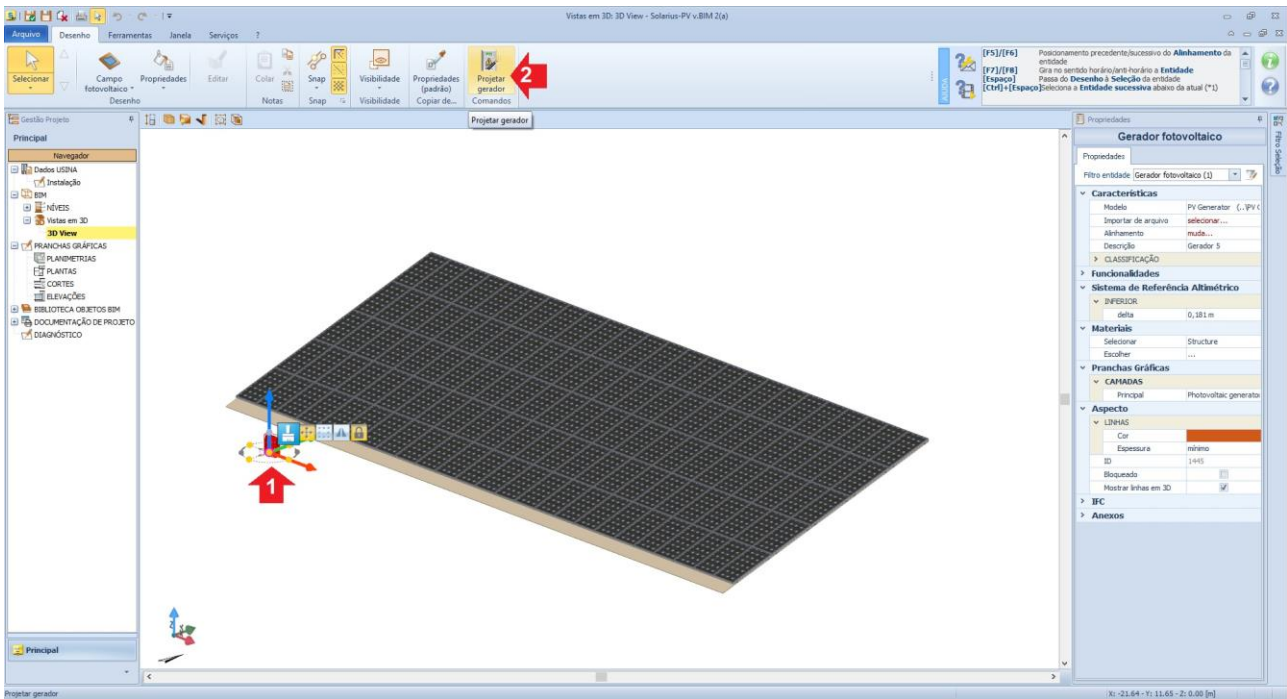 Vistas em 3D: 3D View - Solarius-PV v.BIM 2(a)
Arquivo Desenho Ferramentas Janela Serviços ?
Selecionar
Campo fotovoltaico
Propriedades
Editar
Desenho
Colar
Notas
Snap
Snap
Visibilidade
Visibilidade
Propriedades (padrão)
Copiar de...
Projetar gerador
Comandos
2
AJUDA
[F5]/[F6] Posicionamento precedente/sucessivo do Alinhamento da entidade
[F7]/[F8] Gira no sentido horário/anti-horário a Entidade
[Espaço] Passa do Desenho à Seleção da entidade
[Ctrl]+[Espaço] Seleciona a Entidade sucessiva abaixo da atual (*1)
Gestão Projeto
Principal
Navegador
Dados USINA
Instalação
BIM
NÍVEIS
Vistas em 3D
3D View
PRANCHAS GRÁFICAS
PLANIMETRIAS
PLANTAS
CORTES
ELEVAÇÕES
BIBLIOTECA OBJETOS BIM
DOCUMENTAÇÃO DE PROJETO
DIAGNÓSTICO
Principal
Projetar gerador
1
Z
Propriedades
Gerador fotovoltaico
Propriedades
Filtro entidade Gerador fotovoltaico (1)
Características
Modelo PV Generator (..\PV G
Importar de arquivo selecionar...
Alinhamento muda...
Descrição Gerador 5
CLASSIFICAÇÃO
Funcionalidades
Sistema de Referência Altimétrico
INFERIOR
delta 0,181 m
Materiais
Selecionar Structure
Escolher ...
Pranchas Gráficas
CAMADAS
Principal Photovoltaic generator
Aspecto
LINHAS
Cor
Espessura mínimo
ID 1445
Bloqueado
Mostrar linhas em 3D
IFC
Anexos
Filtro Seleção
Projetar gerador
X: -21.64 - Y: 11.65 - Z: 0.00 [m]